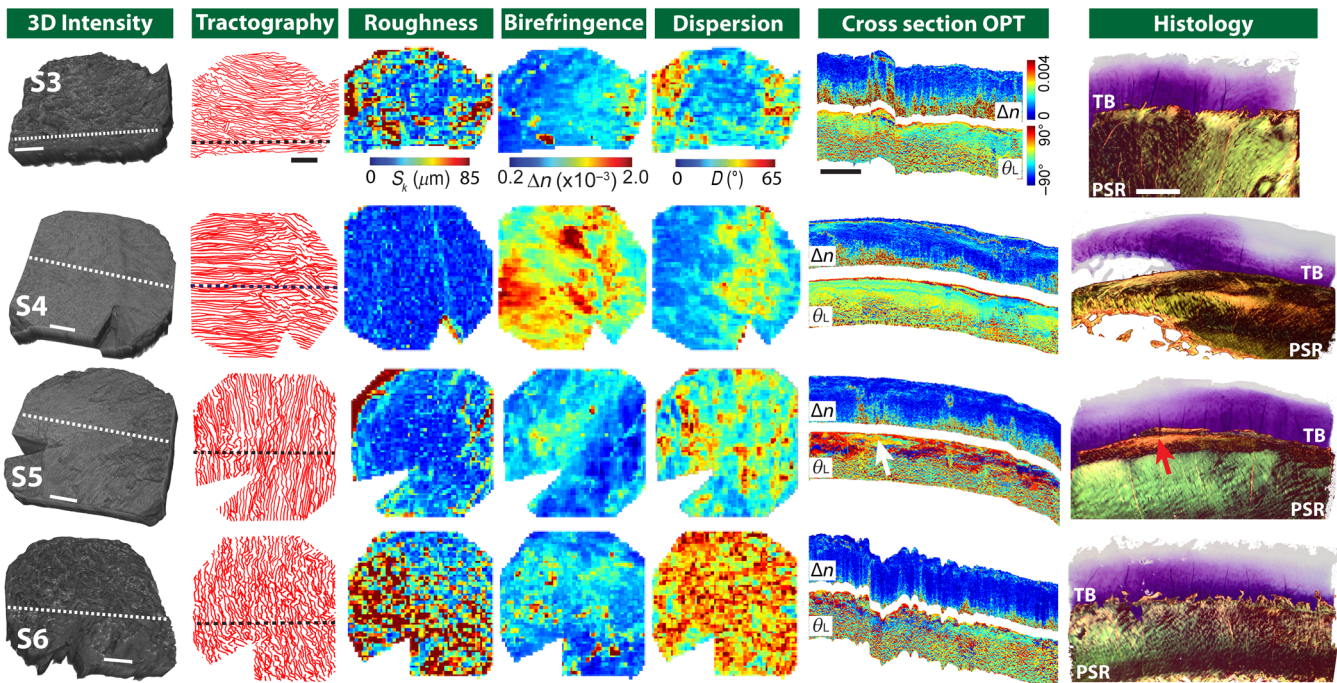 3D Intensity
Tractography
Roughness
Birefringence
Dispersion
Cross section OPT
Histology
S3
0 Sk (μm) 85
0.2 Δn (x10⁻³) 2.0
0 D (°) 65
Δn
θL
0.004
0
90°
−90°
TB
PSR
S4
Δn
θL
TB
PSR
S5
Δn
θL
TB
PSR
S6
Δn
θL
TB
PSR